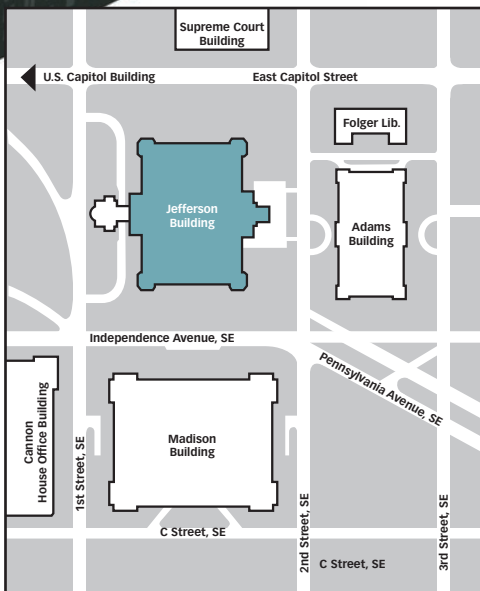 Supreme Court
Building
U.S. Capitol Building
East Capitol Street
Folger Lib.
Jefferson
Building
Adams
Building
Independence Avenue, SE
Pennsylvania Avenue, SE
Cannon
House Office Building
1st Street, SE
Madison
Building
C Street, SE
2nd Street, SE
C Street, SE
3rd Street, SE